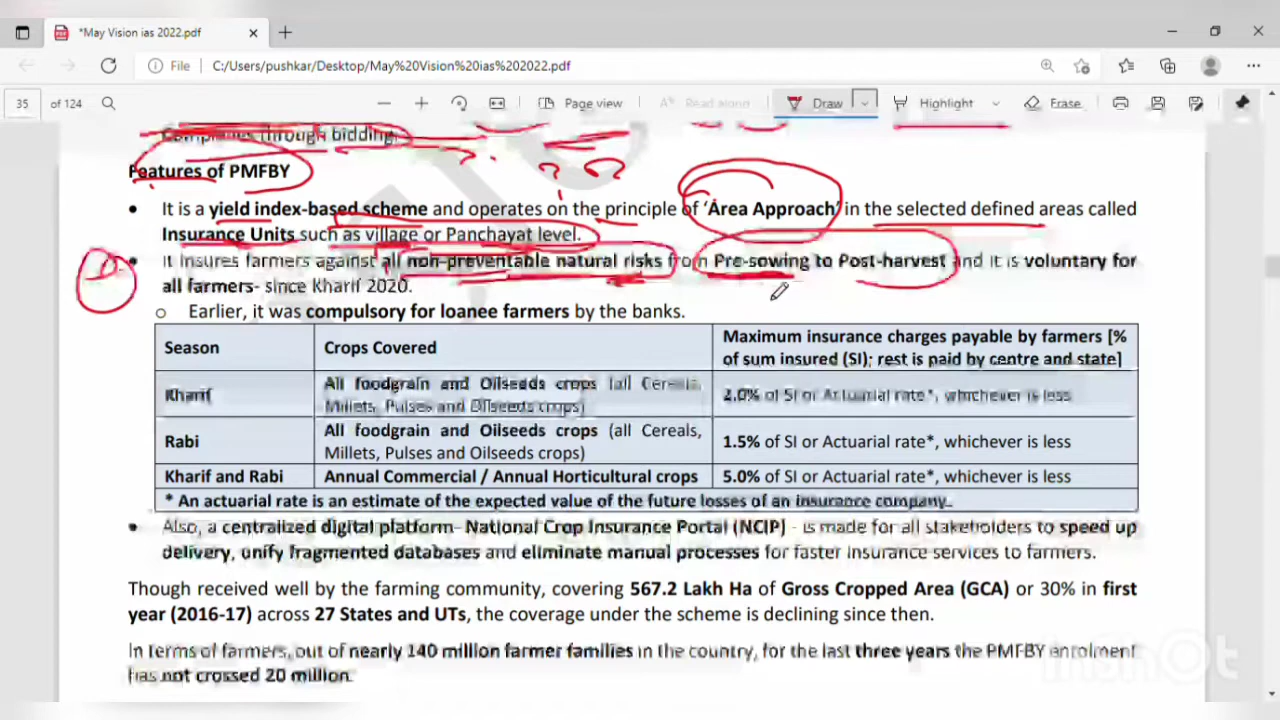 *May Vision ias 2022.pdf
File C:/Users/pushkar/Desktop/May%20Vision%20ias%202022.pdf
35 of 124 Page view Read aloud Draw Highlight Erase
Companies through bidding.
Features of PMFBY
• It is a yield index-based scheme and operates on the principle of 'Area Approach' in the selected defined areas called
Insurance Units such as village or Panchayat level.
• It insures farmers against all non-preventable natural risks from Pre-sowing to Post-harvest and it is voluntary for
all farmers- since Kharif 2020.
o Earlier, it was compulsory for loanee farmers by the banks.
Season Crops Covered Maximum insurance charges payable by farmers [%
of sum insured (SI); rest is paid by centre and state]
Kharif All foodgrain and Oilseeds crops (all Cereals, 2.0% of SI or Actuarial rate*, whichever is less
Millets, Pulses and Oilseeds crops)
Rabi All foodgrain and Oilseeds crops (all Cereals, 1.5% of SI or Actuarial rate*, whichever is less
Millets, Pulses and Oilseeds crops)
Kharif and Rabi Annual Commercial / Annual Horticultural crops 5.0% of SI or Actuarial rate*, whichever is less
* An actuarial rate is an estimate of the expected value of the future losses of an insurance company.
• Also, a centralized digital platform- National Crop Insurance Portal (NCIP) - is made for all stakeholders to speed up
delivery, unify fragmented databases and eliminate manual processes for faster insurance services to farmers.
Though received well by the farming community, covering 567.2 Lakh Ha of Gross Cropped Area (GCA) or 30% in first
year (2016-17) across 27 States and UTs, the coverage under the scheme is declining since then.
In terms of farmers, out of nearly 140 million farmer families in the country, for the last three years the PMFBY enrolment
has not crossed 20 million.
InShOt